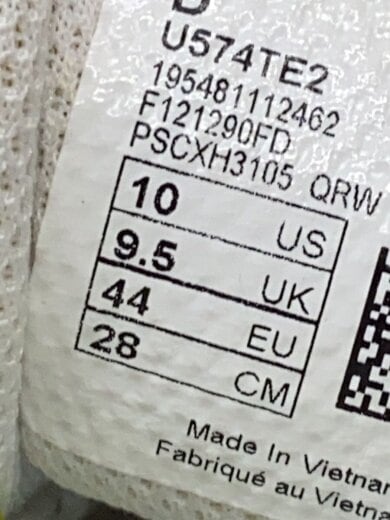 D
U574TE2
195481112462
F121290FD
PSCXH3105 QRW
10 US
9.5 UK
44 EU
28 CM
Made In Vietnam
Fabriqué au Vietnam